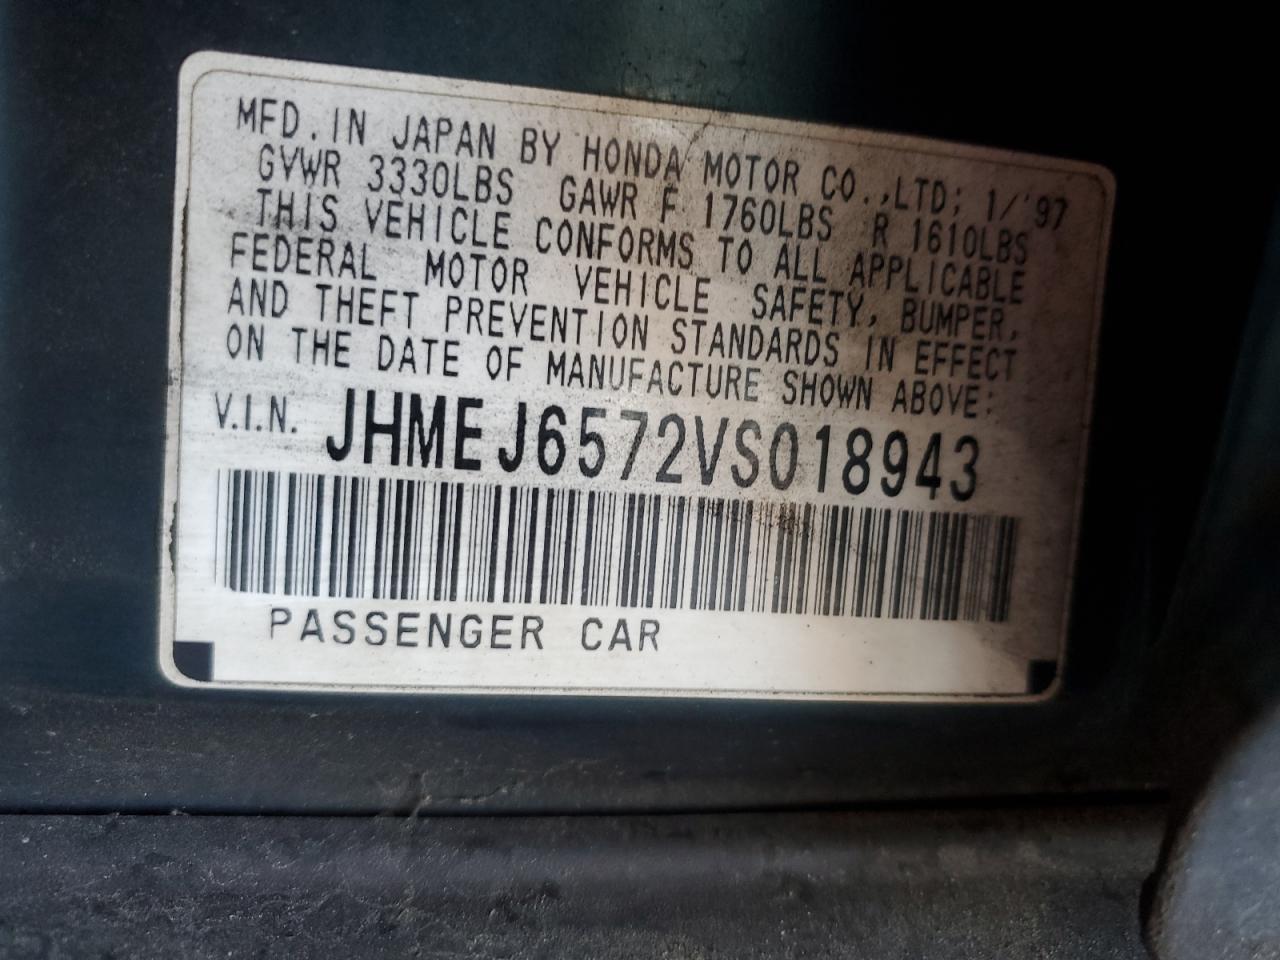 MFD. IN JAPAN BY HONDA MOTOR CO.,LTD; 1/'97
GVWR 3330LBS GAWR F 1760LBS R 1610LBS
THIS VEHICLE CONFORMS TO ALL APPLICABLE
FEDERAL MOTOR VEHICLE SAFETY, BUMPER,
AND THEFT PREVENTION STANDARDS IN EFFECT
ON THE DATE OF MANUFACTURE SHOWN ABOVE:
V.I.N. JHMEJ6572VS018943
PASSENGER CAR